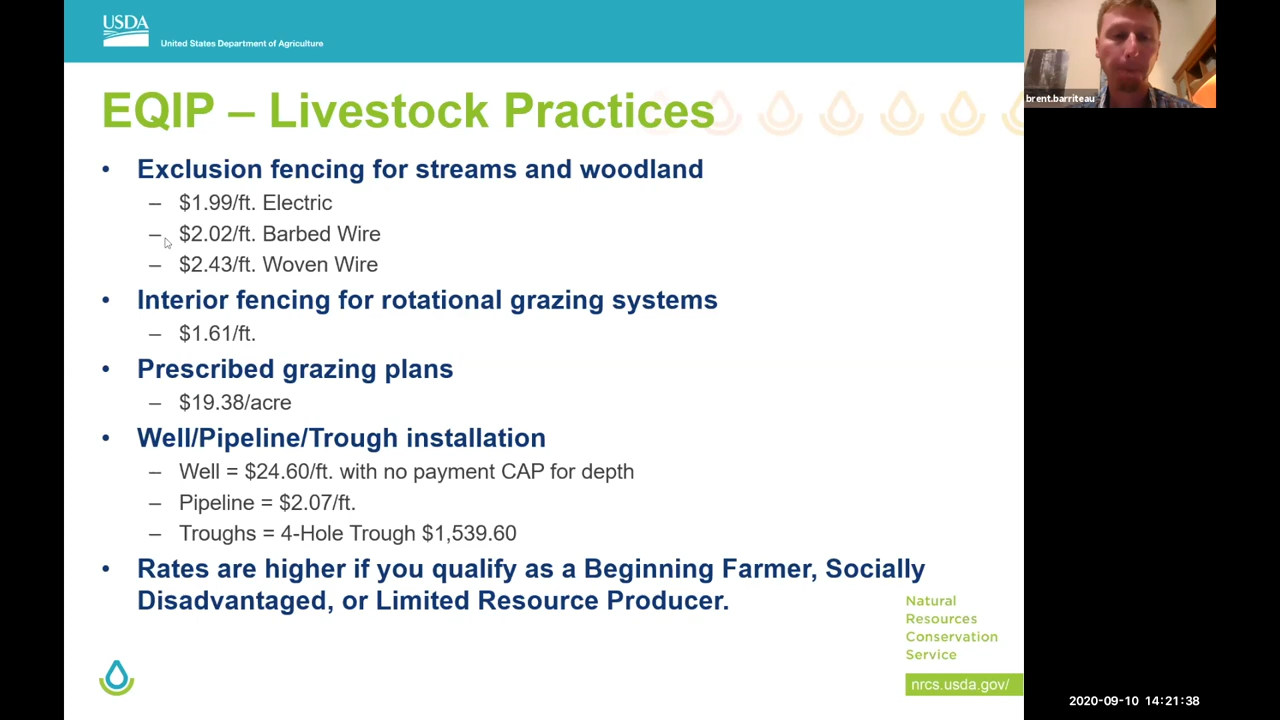 USDA
United States Department of Agriculture
brent.barriteau
EQIP – Livestock Practices
• Exclusion fencing for streams and woodland
– $1.99/ft. Electric
– $2.02/ft. Barbed Wire
– $2.43/ft. Woven Wire
• Interior fencing for rotational grazing systems
– $1.61/ft.
• Prescribed grazing plans
– $19.38/acre
• Well/Pipeline/Trough installation
– Well = $24.60/ft. with no payment CAP for depth
– Pipeline = $2.07/ft.
– Troughs = 4-Hole Trough $1,539.60
• Rates are higher if you qualify as a Beginning Farmer, Socially
Disadvantaged, or Limited Resource Producer.
Natural
Resources
Conservation
Service
nrcs.usda.gov/
2020-09-10 14:21:38